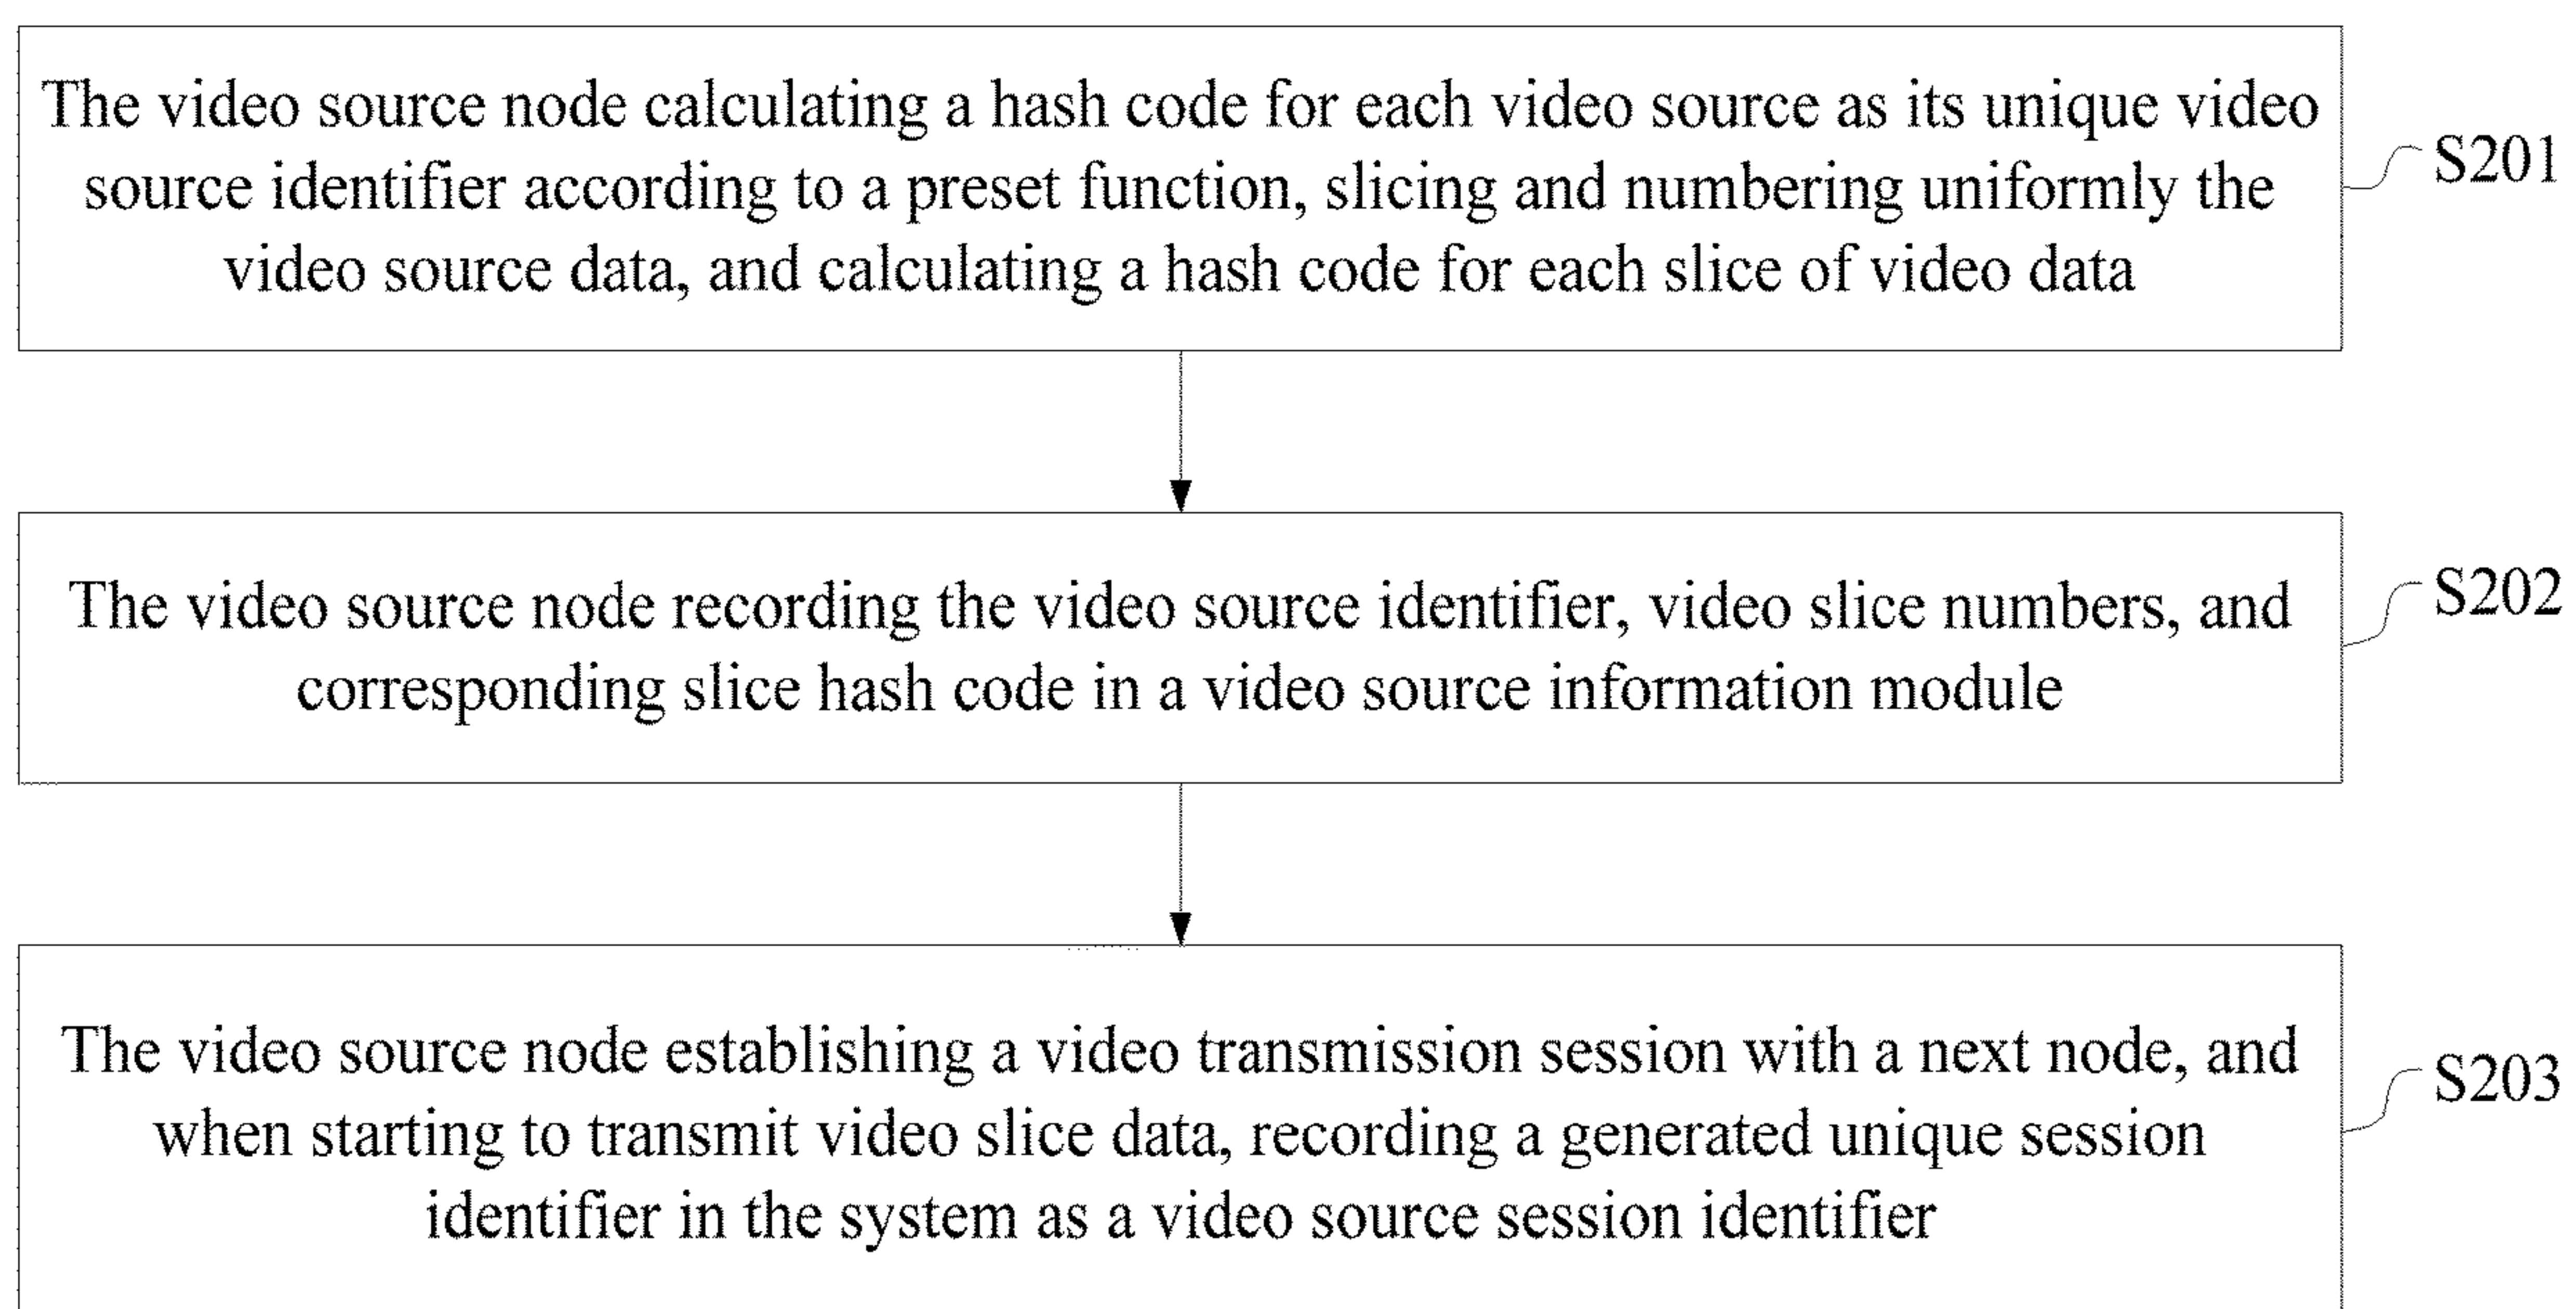 The video source node calculating a hash code for each video source as its unique video
source identifier according to a preset function, slicing and numbering uniformly the
video source data, and calculating a hash code for each slice of video data
S201
The video source node recording the video source identifier, video slice numbers, and
corresponding slice hash code in a video source information module
S202
The video source node establishing a video transmission session with a next node, and
when starting to transmit video slice data, recording a generated unique session
identifier in the system as a video source session identifier
S203